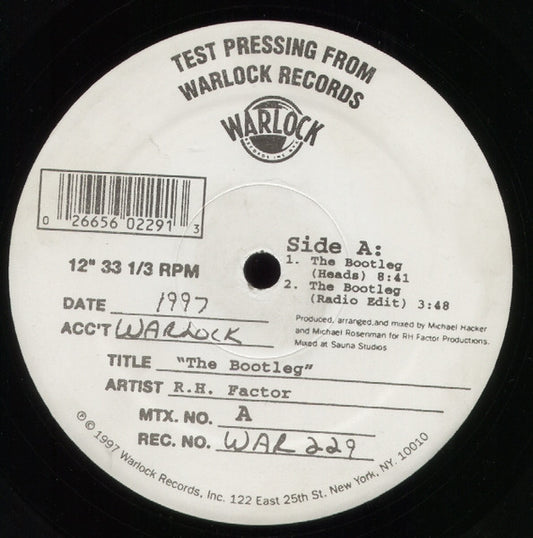 TEST PRESSING FROM
WARLOCK RECORDS
WARLOCK
RECORDS INC. N.Y.
0 26656 02291 3
12" 33 1/3 RPM
Side A:
1. The Bootleg
(Heads) 8:41
2. The Bootleg
(Radio Edit) 3:48
Produced, arranged,and mixed by Michael Hacker
and Michael Rosenman for RH Factor Productions.
Mixed at Sauna Studios
DATE 1997
ACC'T WARLOCK
TITLE "The Bootleg"
ARTIST R.H. Factor
MTX. NO. A
REC. NO. WAR 229
℗ © 1997 Warlock Records, Inc. 122 East 25th St. New York, NY. 10010